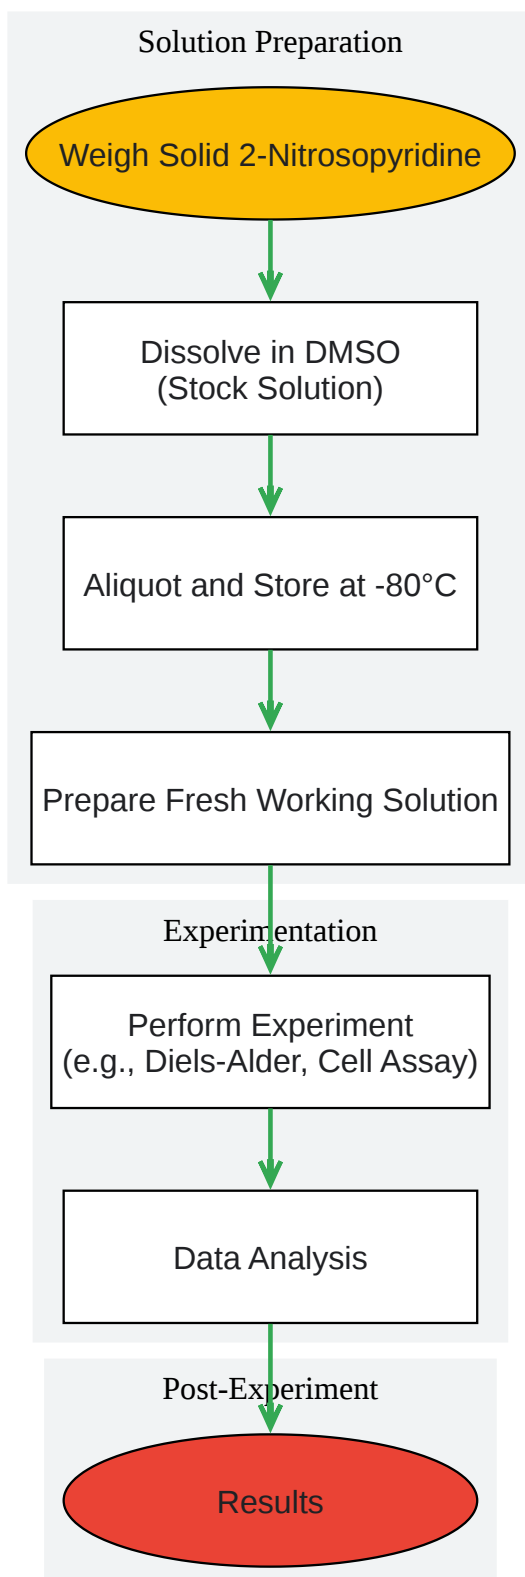 Solution Preparation
Weigh Solid 2-Nitrosopyridine
Dissolve in DMSO
(Stock Solution)
Aliquot and Store at -80°C
Prepare Fresh Working Solution
Experimentation
Perform Experiment
(e.g., Diels-Alder, Cell Assay)
Data Analysis
Post-Experiment
Results